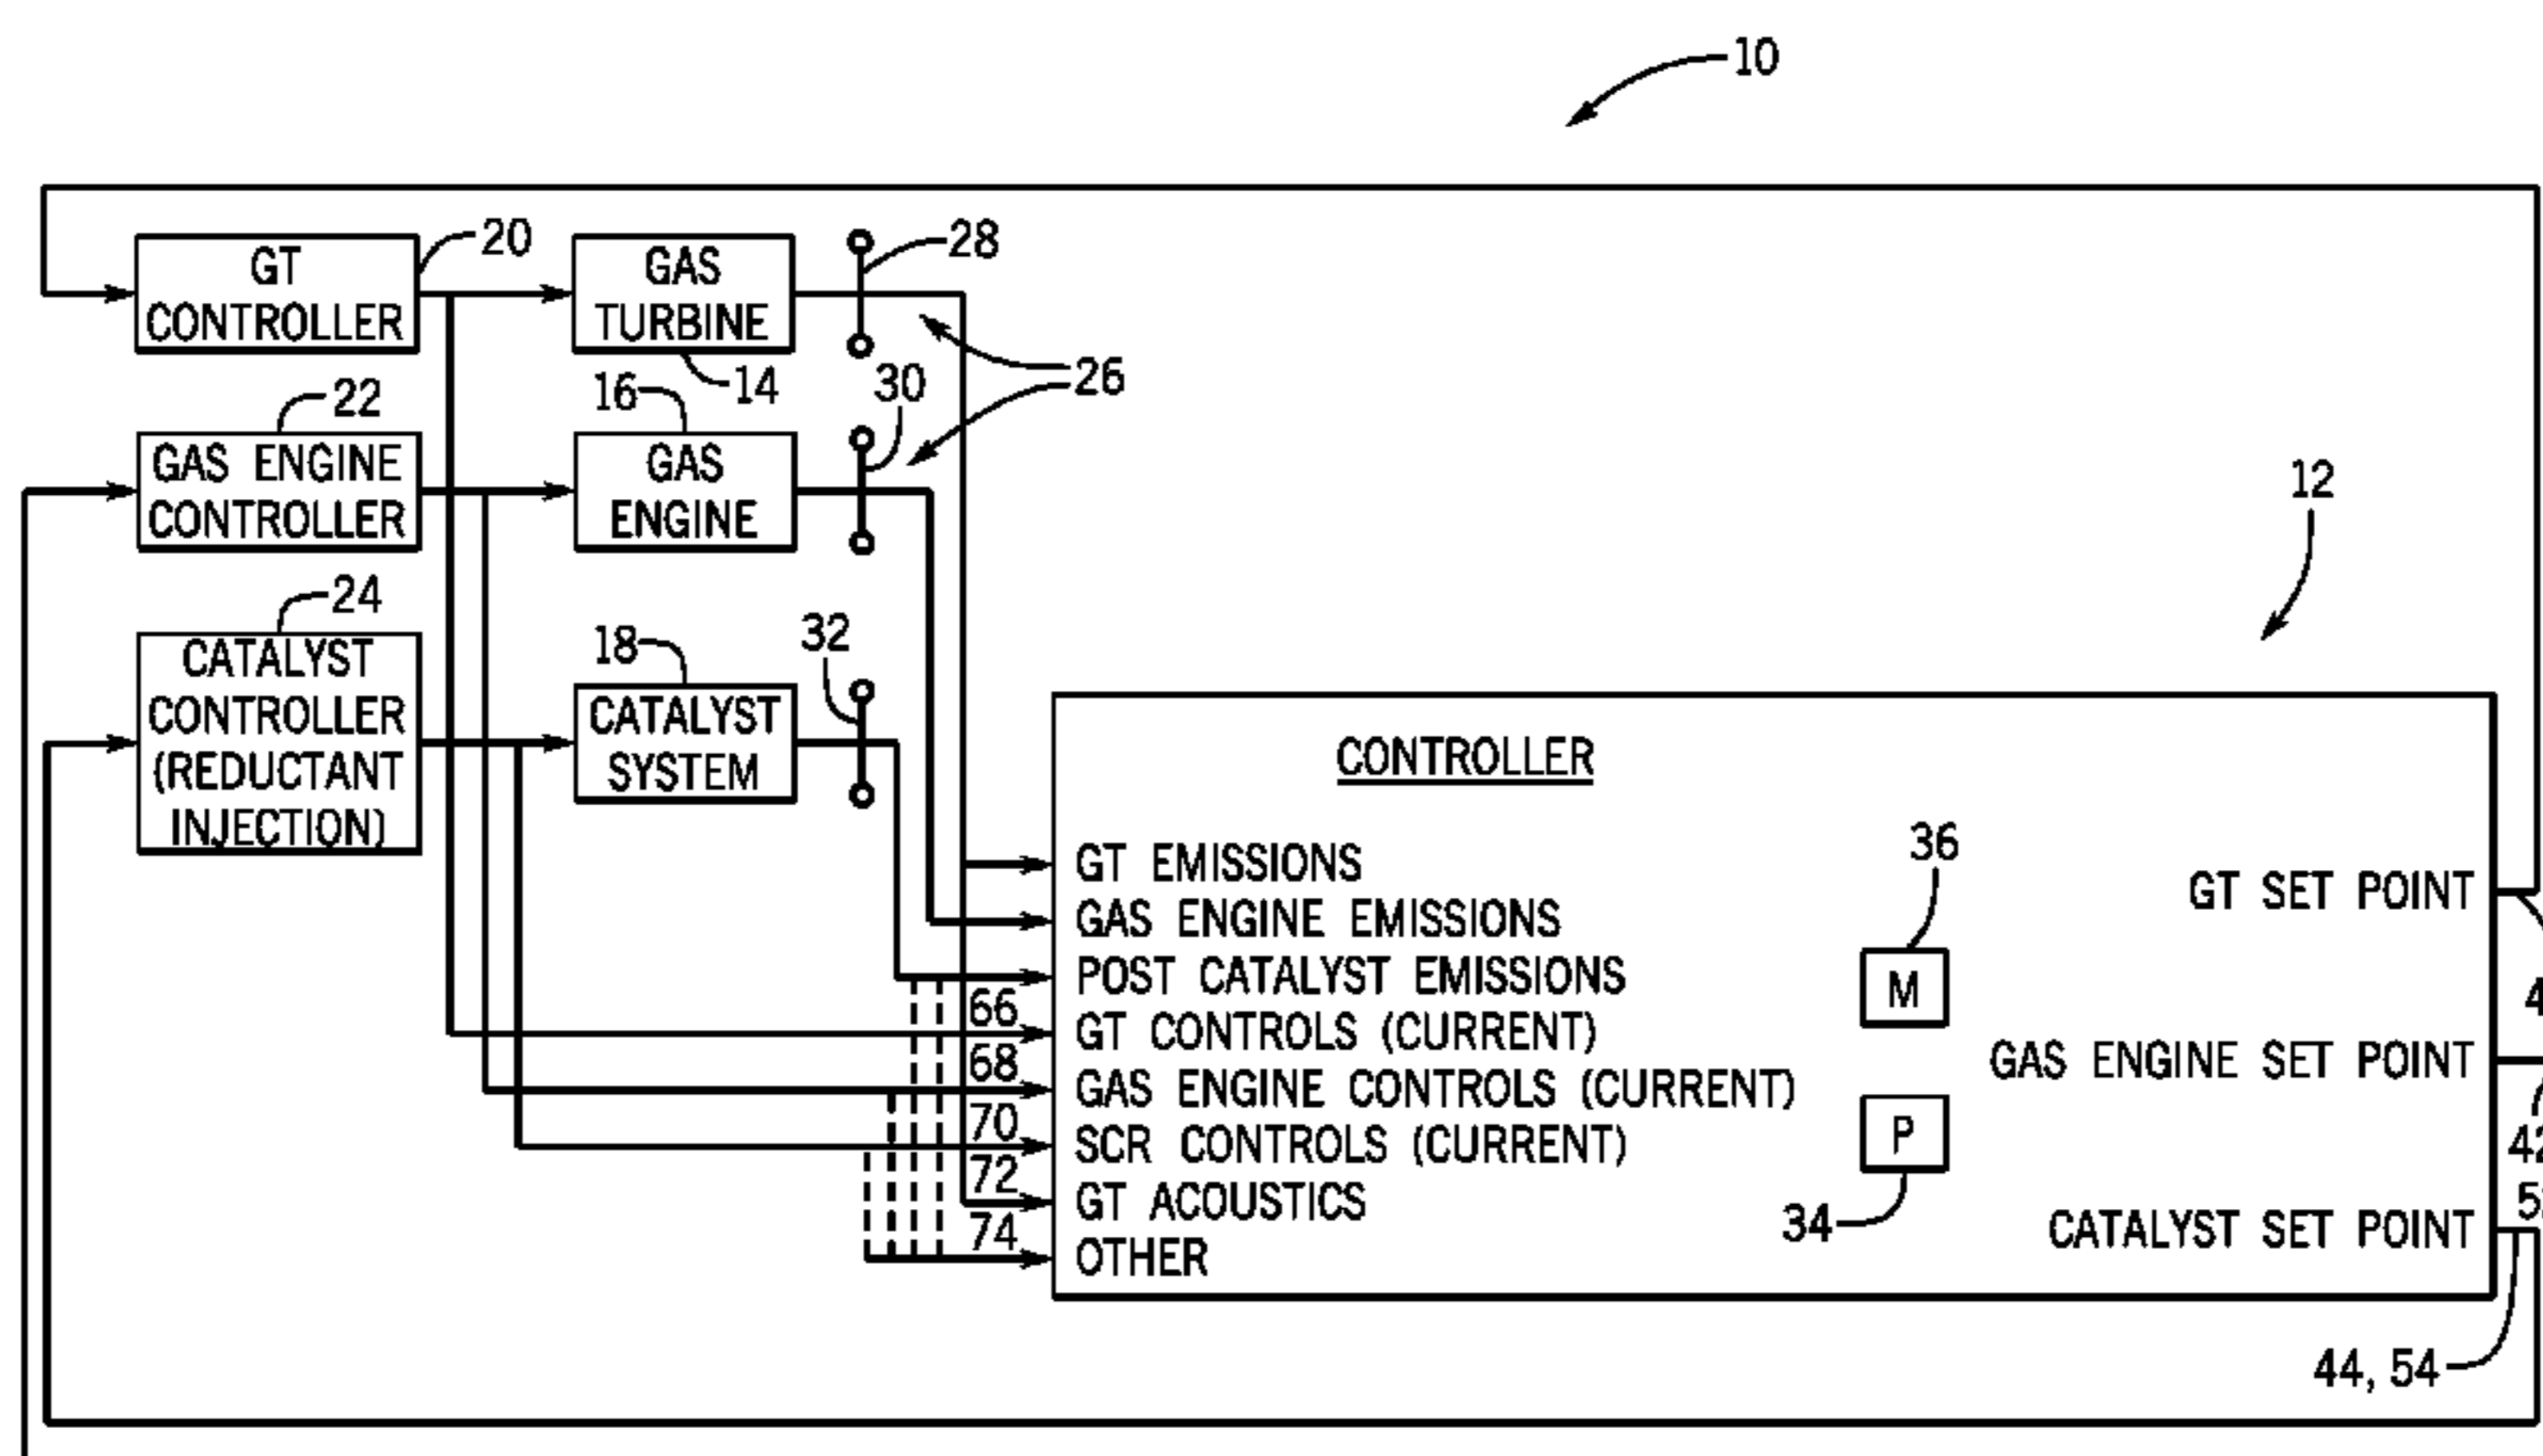 10
GT
CONTROLLER
20
GAS
TURBINE
14
28
26
22
GAS ENGINE
CONTROLLER
16
GAS
ENGINE
30
12
24
CATALYST
CONTROLLER
(REDUCTANT
INJECTION)
18
CATALYST
SYSTEM
32
CONTROLLER
GT EMISSIONS
GAS ENGINE EMISSIONS
POST CATALYST EMISSIONS
66
GT CONTROLS (CURRENT)
68
GAS ENGINE CONTROLS (CURRENT)
70
SCR CONTROLS (CURRENT)
72
GT ACOUSTICS
74
OTHER
36
M
P
34
GT SET POINT
GAS ENGINE SET POINT
42
CATALYST SET POINT
44, 54